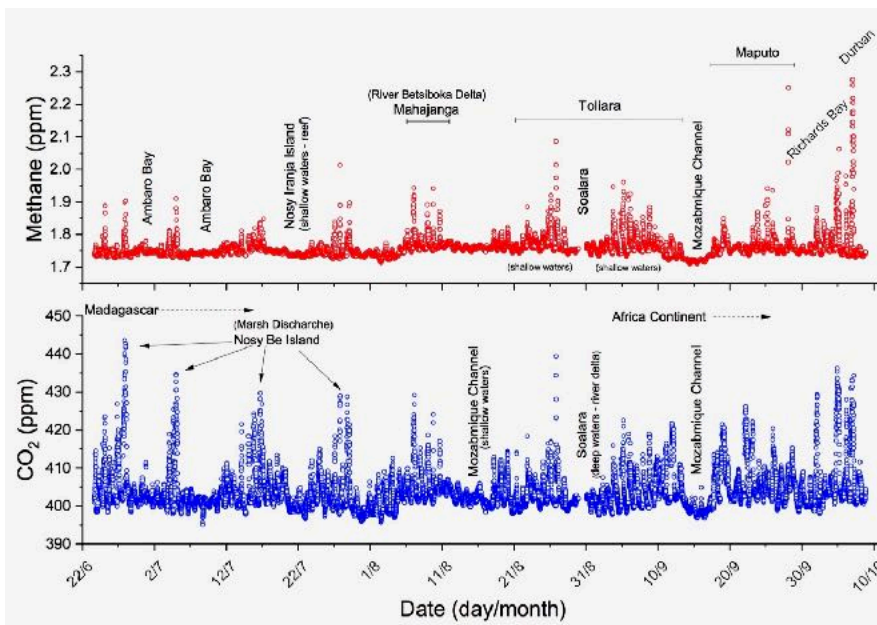 Methane (ppm)
2.3
2.2
2.1
2.0
1.9
1.8
1.7
Ambaro Bay
Ambaro Bay
Nosy Iranja Island
(shallow waters - reef)
(River Betsiboka Delta)
Mahajanga
Toliara
Soalara
(shallow waters)
(shallow waters)
Mozabmique Channel
Maputo
Richards Bay
Durban
CO2 (ppm)
450
440
430
420
410
400
390
Madagascar
(Marsh Discharche)
Nosy Be Island
Mozabmique Channel
(shallow waters)
Soalara
(deep waters - river delta)
Africa Continent
Mozabmique Channel
22/6
2/7
12/7
22/7
1/8
11/8
21/8
31/8
10/9
20/9
30/9
10/10
Date (day/month)